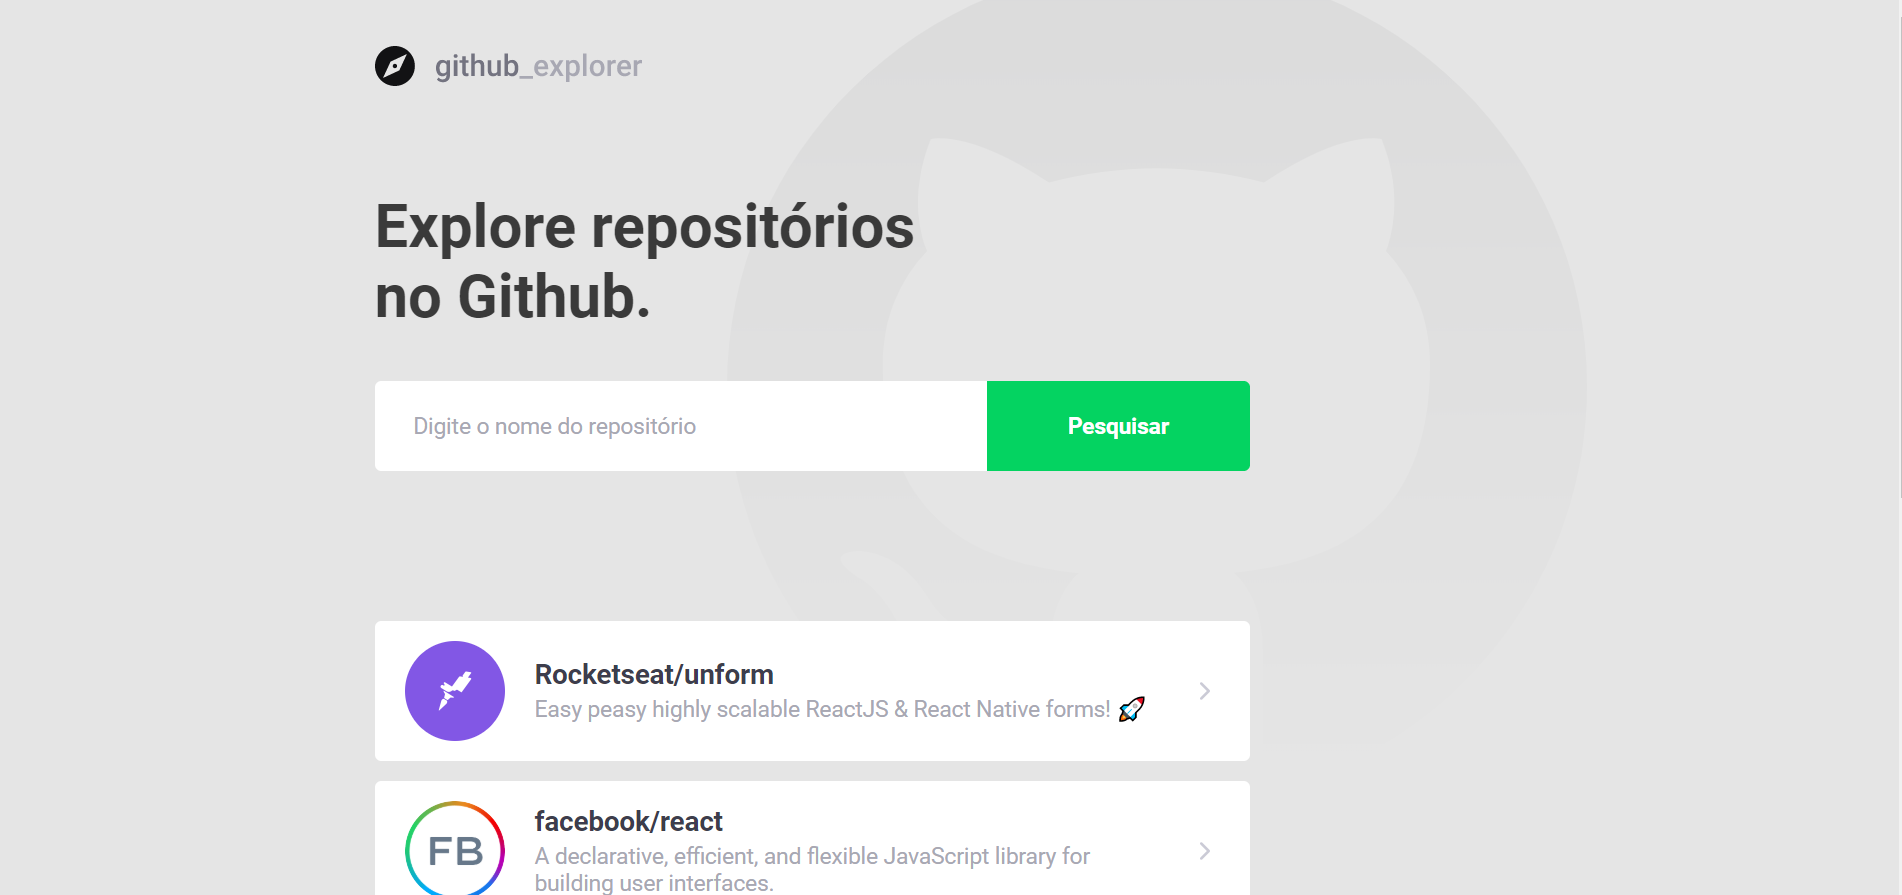 github_explorer
Explore repositórios
no Github.
Digite o nome do repositório
Pesquisar
Rocketseat/unform
Easy peasy highly scalable ReactJS & React Native forms! 🚀
FB
facebook/react
A declarative, efficient, and flexible JavaScript library for
building user interfaces.